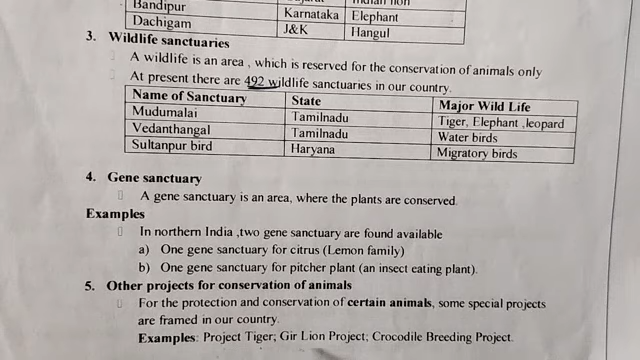 Bandipur Karnataka Elephant
Dachigam J&K Hangul
3. Wildlife sanctuaries
A wildlife is an area , which is reserved for the conservation of animals only
At present there are 492 wildlife sanctuaries in our country.
Name of Sanctuary State Major Wild Life
Mudumalai Tamilnadu Tiger, Elephant ,leopard
Vedanthangal Tamilnadu Water birds
Sultanpur bird Haryana Migratory birds
4. Gene sanctuary
A gene sanctuary is an area, where the plants are conserved.
Examples
In northern India ,two gene sanctuary are found available
a) One gene sanctuary for citrus (Lemon family)
b) One gene sanctuary for pitcher plant (an insect eating plant).
5. Other projects for conservation of animals
For the protection and conservation of certain animals, some special projects
are framed in our country.
Examples: Project Tiger; Gir Lion Project; Crocodile Breeding Project.